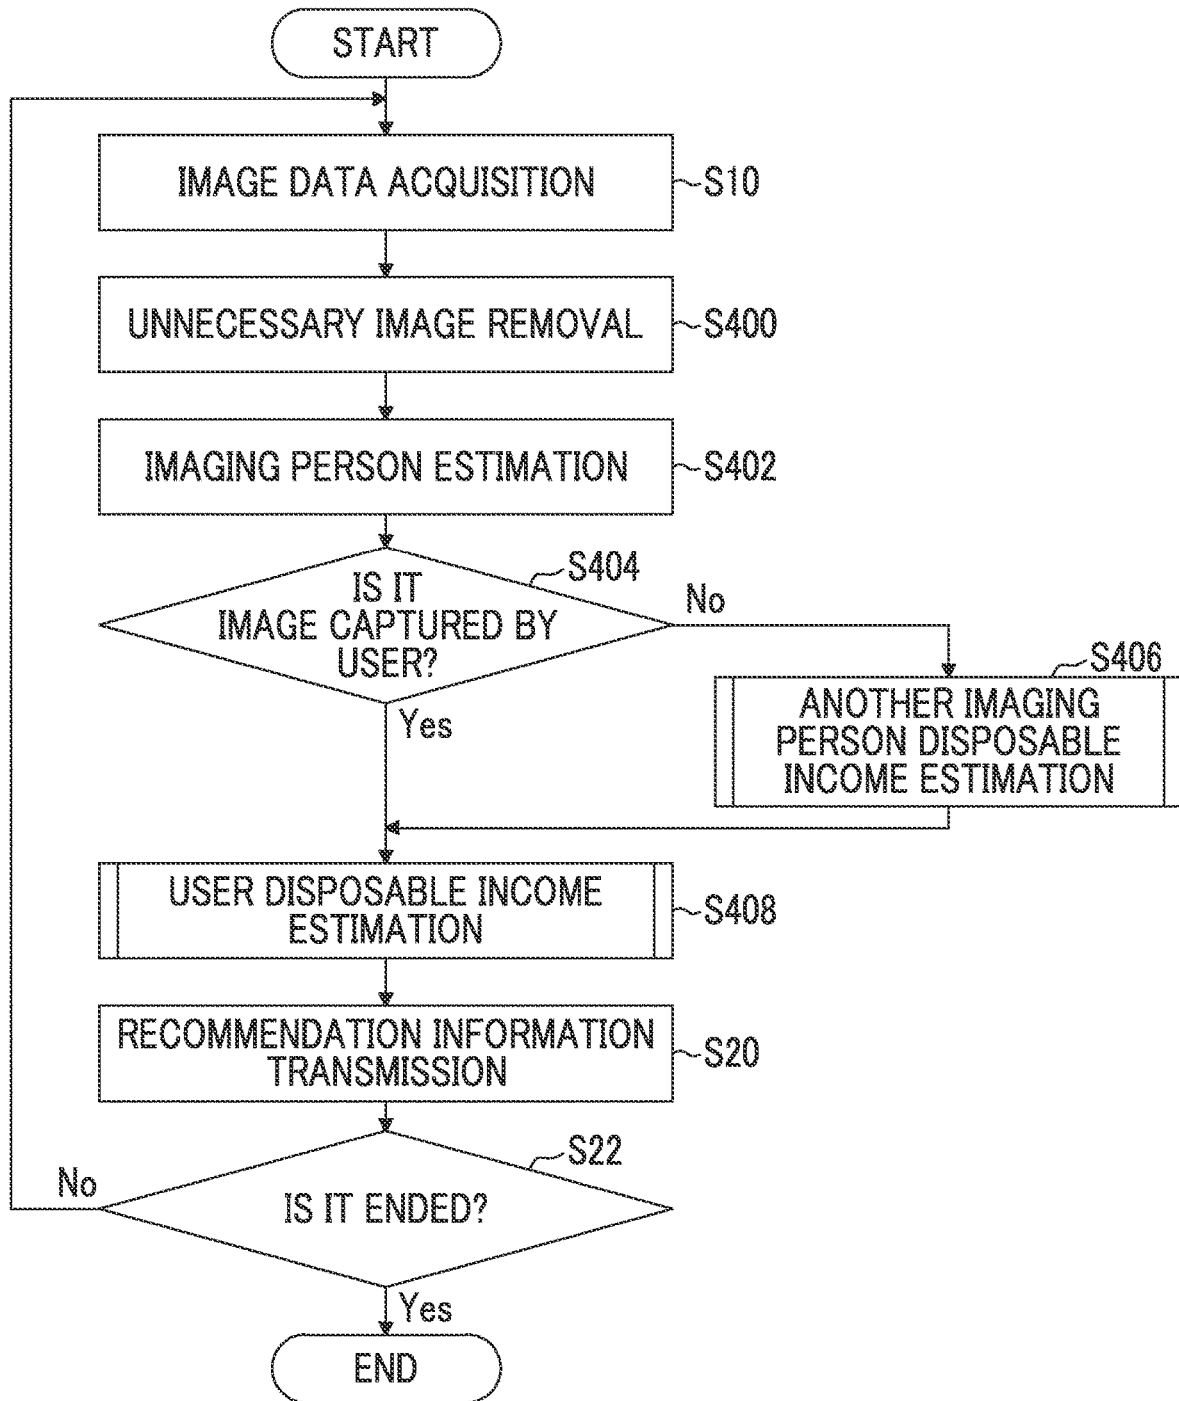 START
IMAGE DATA ACQUISITION
S10
UNNECESSARY IMAGE REMOVAL
S400
IMAGING PERSON ESTIMATION
S402
S404
IS IT
IMAGE CAPTURED BY
USER?
No
Yes
S406
ANOTHER IMAGING
PERSON DISPOSABLE
INCOME ESTIMATION
USER DISPOSABLE INCOME
ESTIMATION
S408
RECOMMENDATION INFORMATION
TRANSMISSION
S20
S22
No
IS IT ENDED?
Yes
END